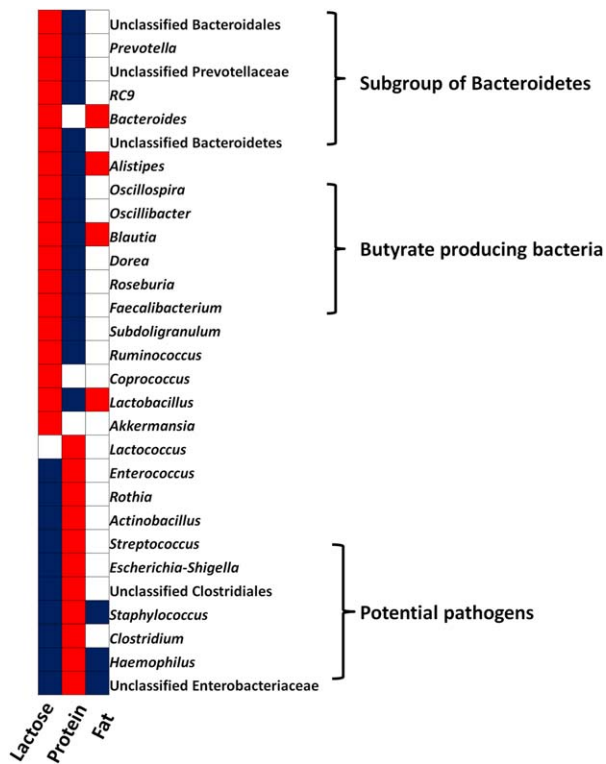 Unclassified Bacteroidales
Prevotella
Unclassified Prevotellaceae
RC9
Bacteroides
Unclassified Bacteroidetes
Alistipes
Oscillospira
Oscillibacter
Blautia
Dorea
Roseburia
Faecalibacterium
Subdoligranulum
Ruminococcus
Coprococcus
Lactobacillus
Akkermansia
Lactococcus
Enterococcus
Rothia
Actinobacillus
Streptococcus
Escherichia-Shigella
Unclassified Clostridiales
Staphylococcus
Clostridium
Haemophilus
Unclassified Enterobacteriaceae
Subgroup of Bacteroidetes
Butyrate producing bacteria
Potential pathogens
Lactose
Protein
Fat